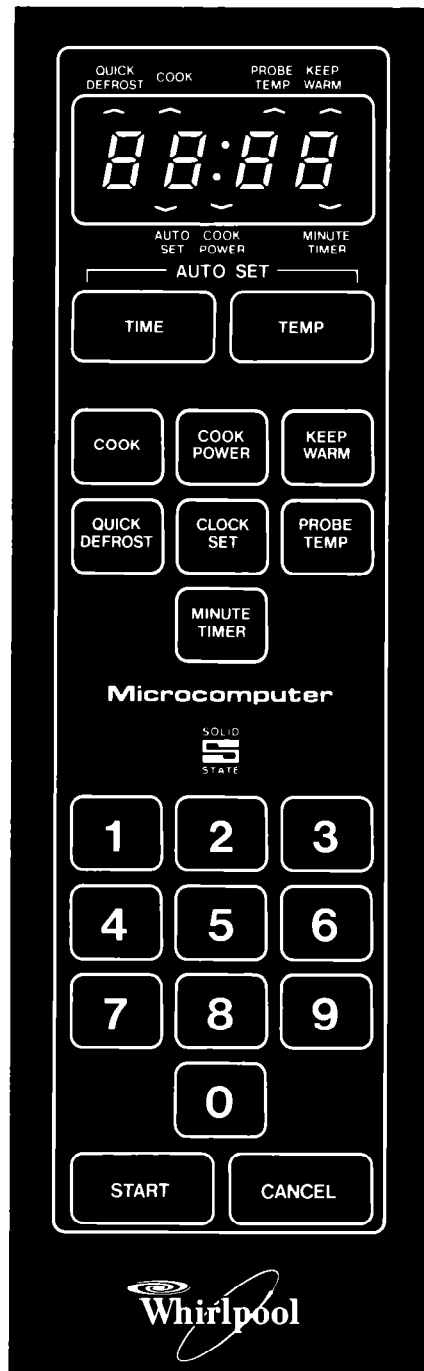 QUICK DEFROST COOK PROBE TEMP KEEP WARM
88:88
AUTO SET COOK POWER MINUTE TIMER
AUTO SET
TIME TEMP
COOK COOK POWER KEEP WARM
QUICK DEFROST CLOCK SET PROBE TEMP
MINUTE TIMER
Microcomputer
SOLID
STATE
1 2 3
4 5 6
7 8 9
0
START CANCEL
Whirlpool